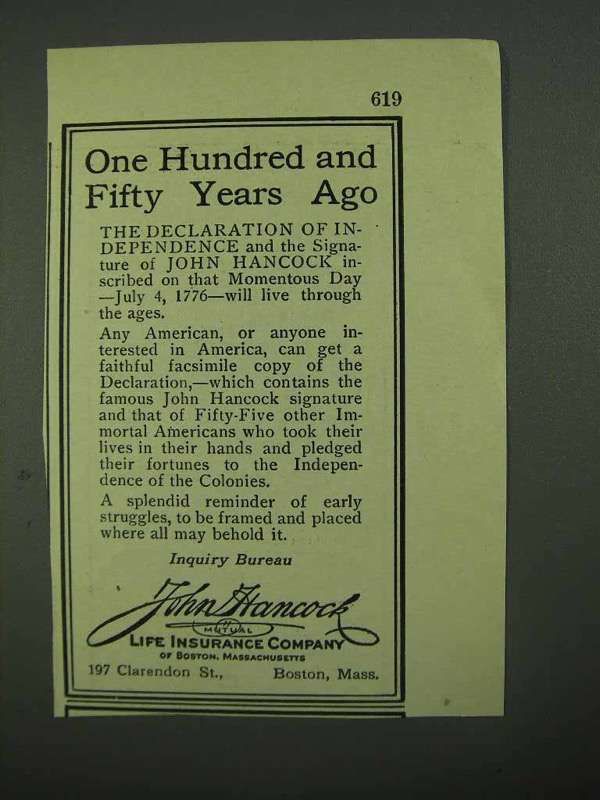 619
One Hundred and
Fifty Years Ago
THE DECLARATION OF IN-
DEPENDENCE and the Signa-
ture of JOHN HANCOCK in-
scribed on that Momentous Day
—July 4, 1776—will live through
the ages.
Any American, or anyone in-
terested in America, can get a
faithful facsimile copy of the
Declaration,—which contains the
famous John Hancock signature
and that of Fifty-Five other Im-
mortal Americans who took their
lives in their hands and pledged
their fortunes to the Indepen-
dence of the Colonies.
A splendid reminder of early
struggles, to be framed and placed
where all may behold it.
Inquiry Bureau
John Hancock
MUTUAL
LIFE INSURANCE COMPANY
OF BOSTON, MASSACHUSETTS
197 Clarendon St., Boston, Mass.